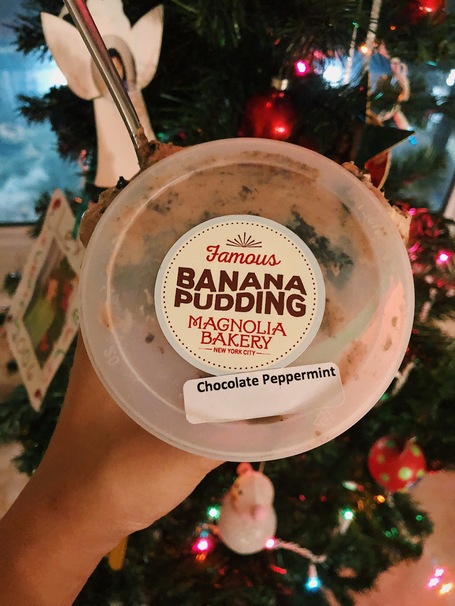 Famous
BANANA
PUDDING
MAGNOLIA
BAKERY
NEW YORK CITY
Chocolate Peppermint